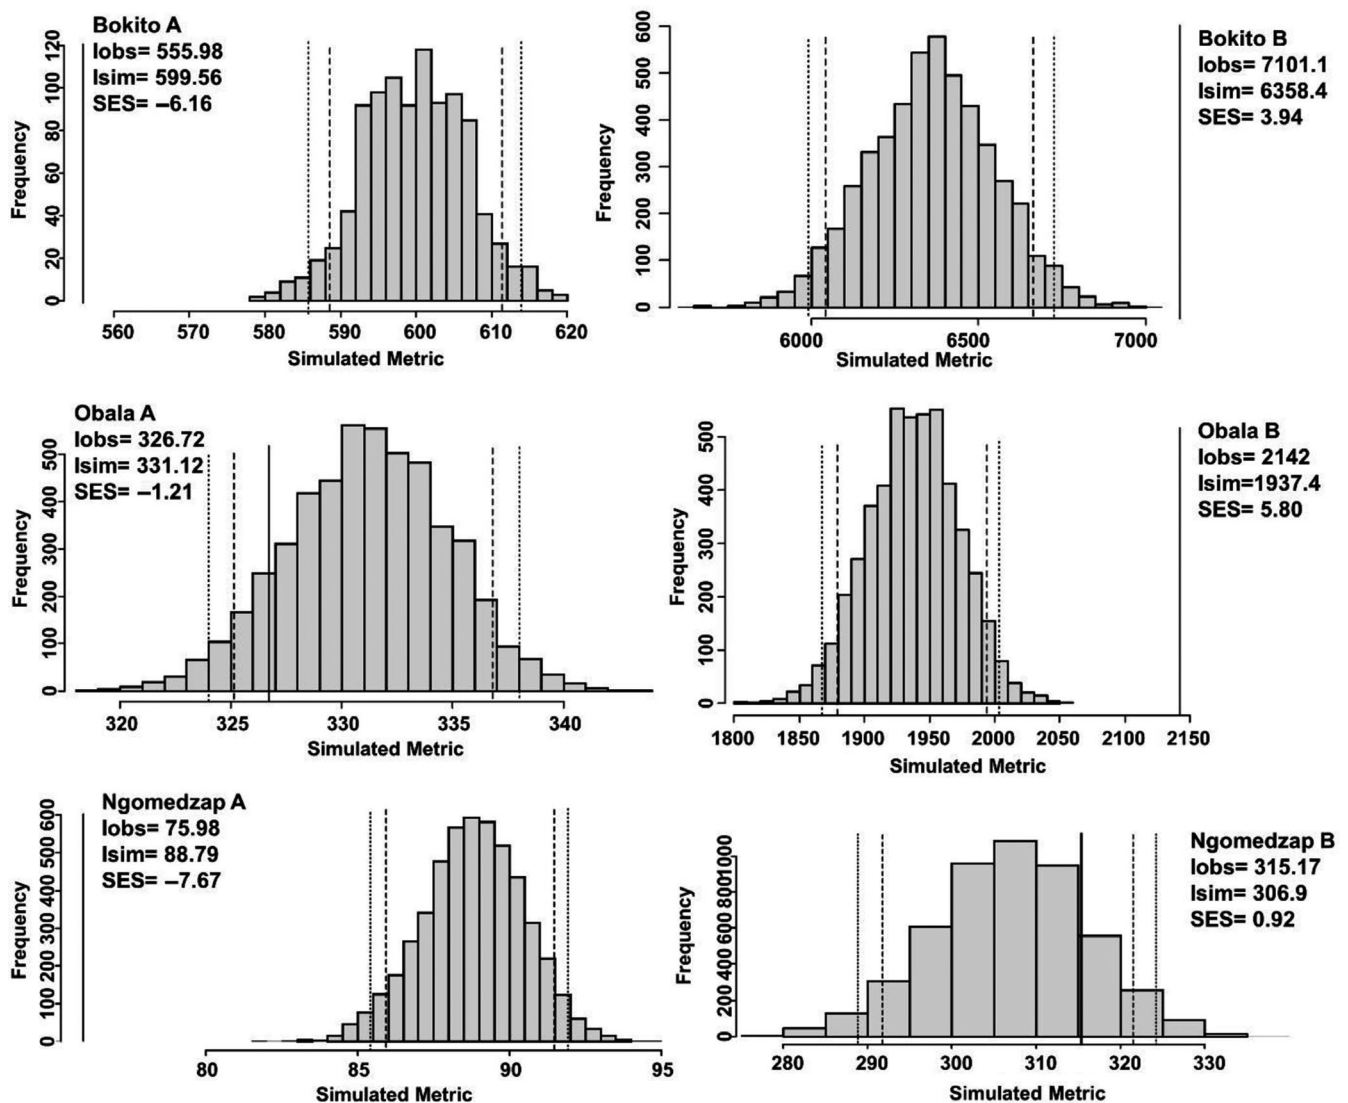 Bokito A
Iobs= 555.98
Isim= 599.56
SES= –6.16
Frequency
0 20 40 60 80 100 120
560 570 580 590 600 610 620
Simulated Metric
Bokito B
Iobs= 7101.1
Isim= 6358.4
SES= 3.94
Frequency
0 100 200 300 400 500 600
6000 6500 7000
Simulated Metric
Obala A
Iobs= 326.72
Isim= 331.12
SES= –1.21
Frequency
0 100 200 300 400 500
320 325 330 335 340
Simulated Metric
Obala B
Iobs= 2142
Isim=1937.4
SES= 5.80
Frequency
0 100 200 300 400 500
1800 1850 1900 1950 2000 2050 2100 2150
Simulated Metric
Ngomedzap A
Iobs= 75.98
Isim= 88.79
SES= –7.67
Frequency
0 100 200 300 400 500 600
80 85 90 95
Simulated Metric
Ngomedzap B
Iobs= 315.17
Isim= 306.9
SES= 0.92
Frequency
0 200 400 600 800 1000
280 290 300 310 320 330
Simulated Metric